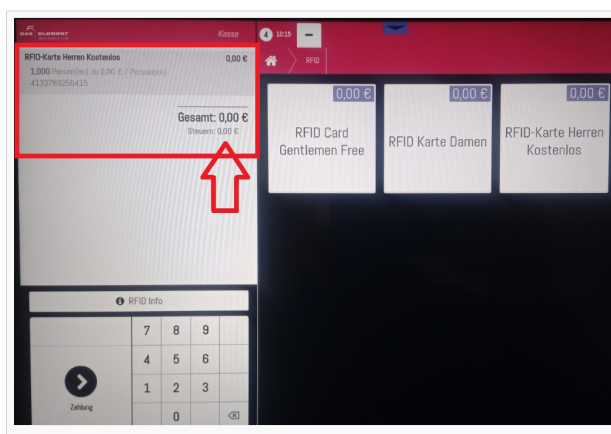 DAS ELEMENT
Kasse
RFID-Karte Herren Kostenlos 0,00 €
1,000 Person(en) zu 0,00 € / Person(en)
4133789256415
Gesamt: 0,00 €
Steuern: 0,00 €
RFID Info
7 8 9
4 5 6
1 2 3
0
Zahlung
4 10:15
RFID
0,00 €
RFID Card
Gentlemen Free
0,00 €
RFID Karte Damen
0,00 €
RFID-Karte Herren
Kostenlos